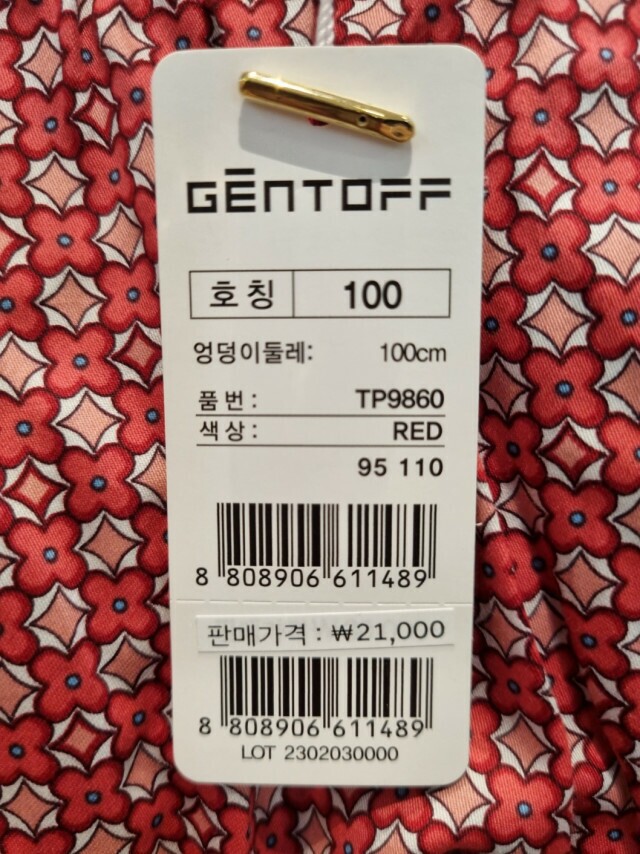 GENTOFF
호칭 100
엉덩이둘레: 100cm
품번: TP9860
색상: RED
95 110
8 808906 611489
판매가격 : ₩21,000
8 808906 611489
LOT 2302030000